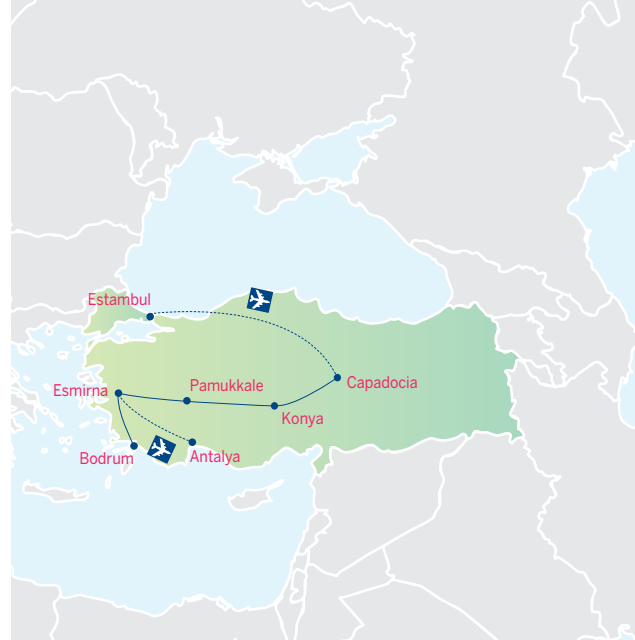 Estambul
Capadocia
Pamukkale
Esmirna
Konya
Bodrum
Antalya